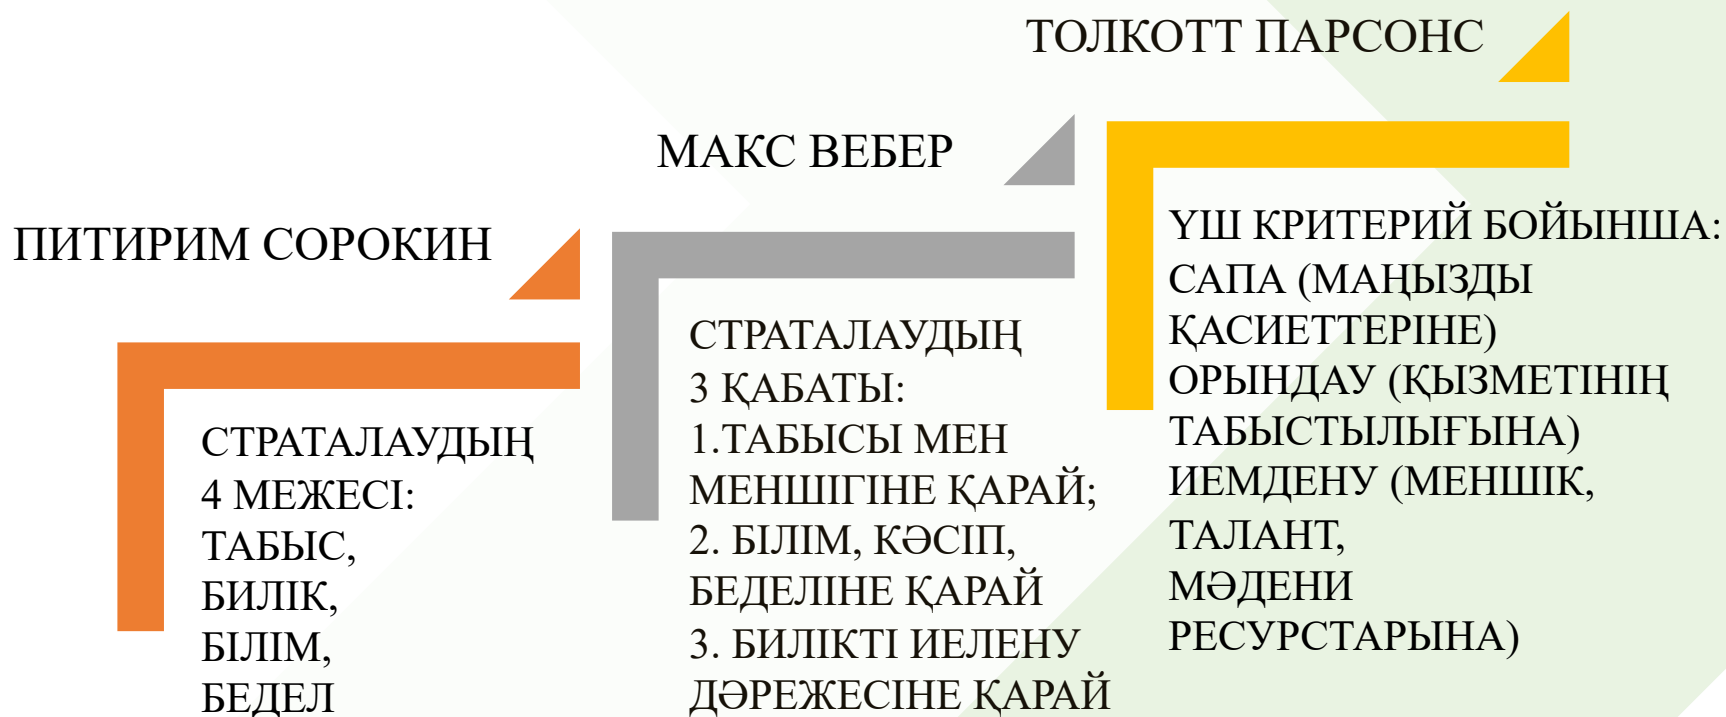 ПИТИРИМ СОРОКИН
СТРАТАЛАУДЫҢ
4 МЕЖЕСІ:
ТАБЫС,
БИЛІК,
БІЛІМ,
БЕДЕЛ
МАКС ВЕБЕР
СТРАТАЛАУДЫҢ
3 ҚАБАТЫ:
1.ТАБЫСЫ МЕН
МЕНШІГІНЕ ҚАРАЙ;
2. БІЛІМ, КӘСІП,
БЕДЕЛІНЕ ҚАРАЙ
3. БИЛІКТІ ИЕЛЕНУ
ДӘРЕЖЕСІНЕ ҚАРАЙ
ТОЛКОТТ ПАРСОНС
ҮШ КРИТЕРИЙ БОЙЫНША:
САПА (МАҢЫЗДЫ
ҚАСИЕТТЕРІНЕ)
ОРЫНДАУ (ҚЫЗМЕТІНІҢ
ТАБЫСТЫЛЫҒЫНА)
ИЕМДЕНУ (МЕНШІК,
ТАЛАНТ,
МӘДЕНИ
РЕСУРСТАРЫНА)